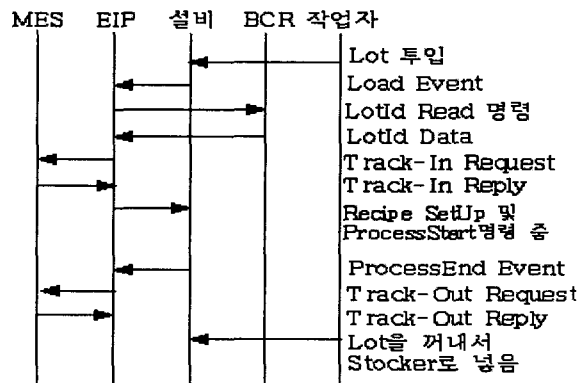 MES EIP 설비 BCR 작업자
Lot 투입
Load Event
LotId Read 명령
LotId Data
Track-In Request
Track-In Reply
Recipe SetUp 및
ProcessStart명령 줌
ProcessEnd Event
Track-Out Request
Track-Out Reply
Lot을 꺼내서
Stocker로 넣음